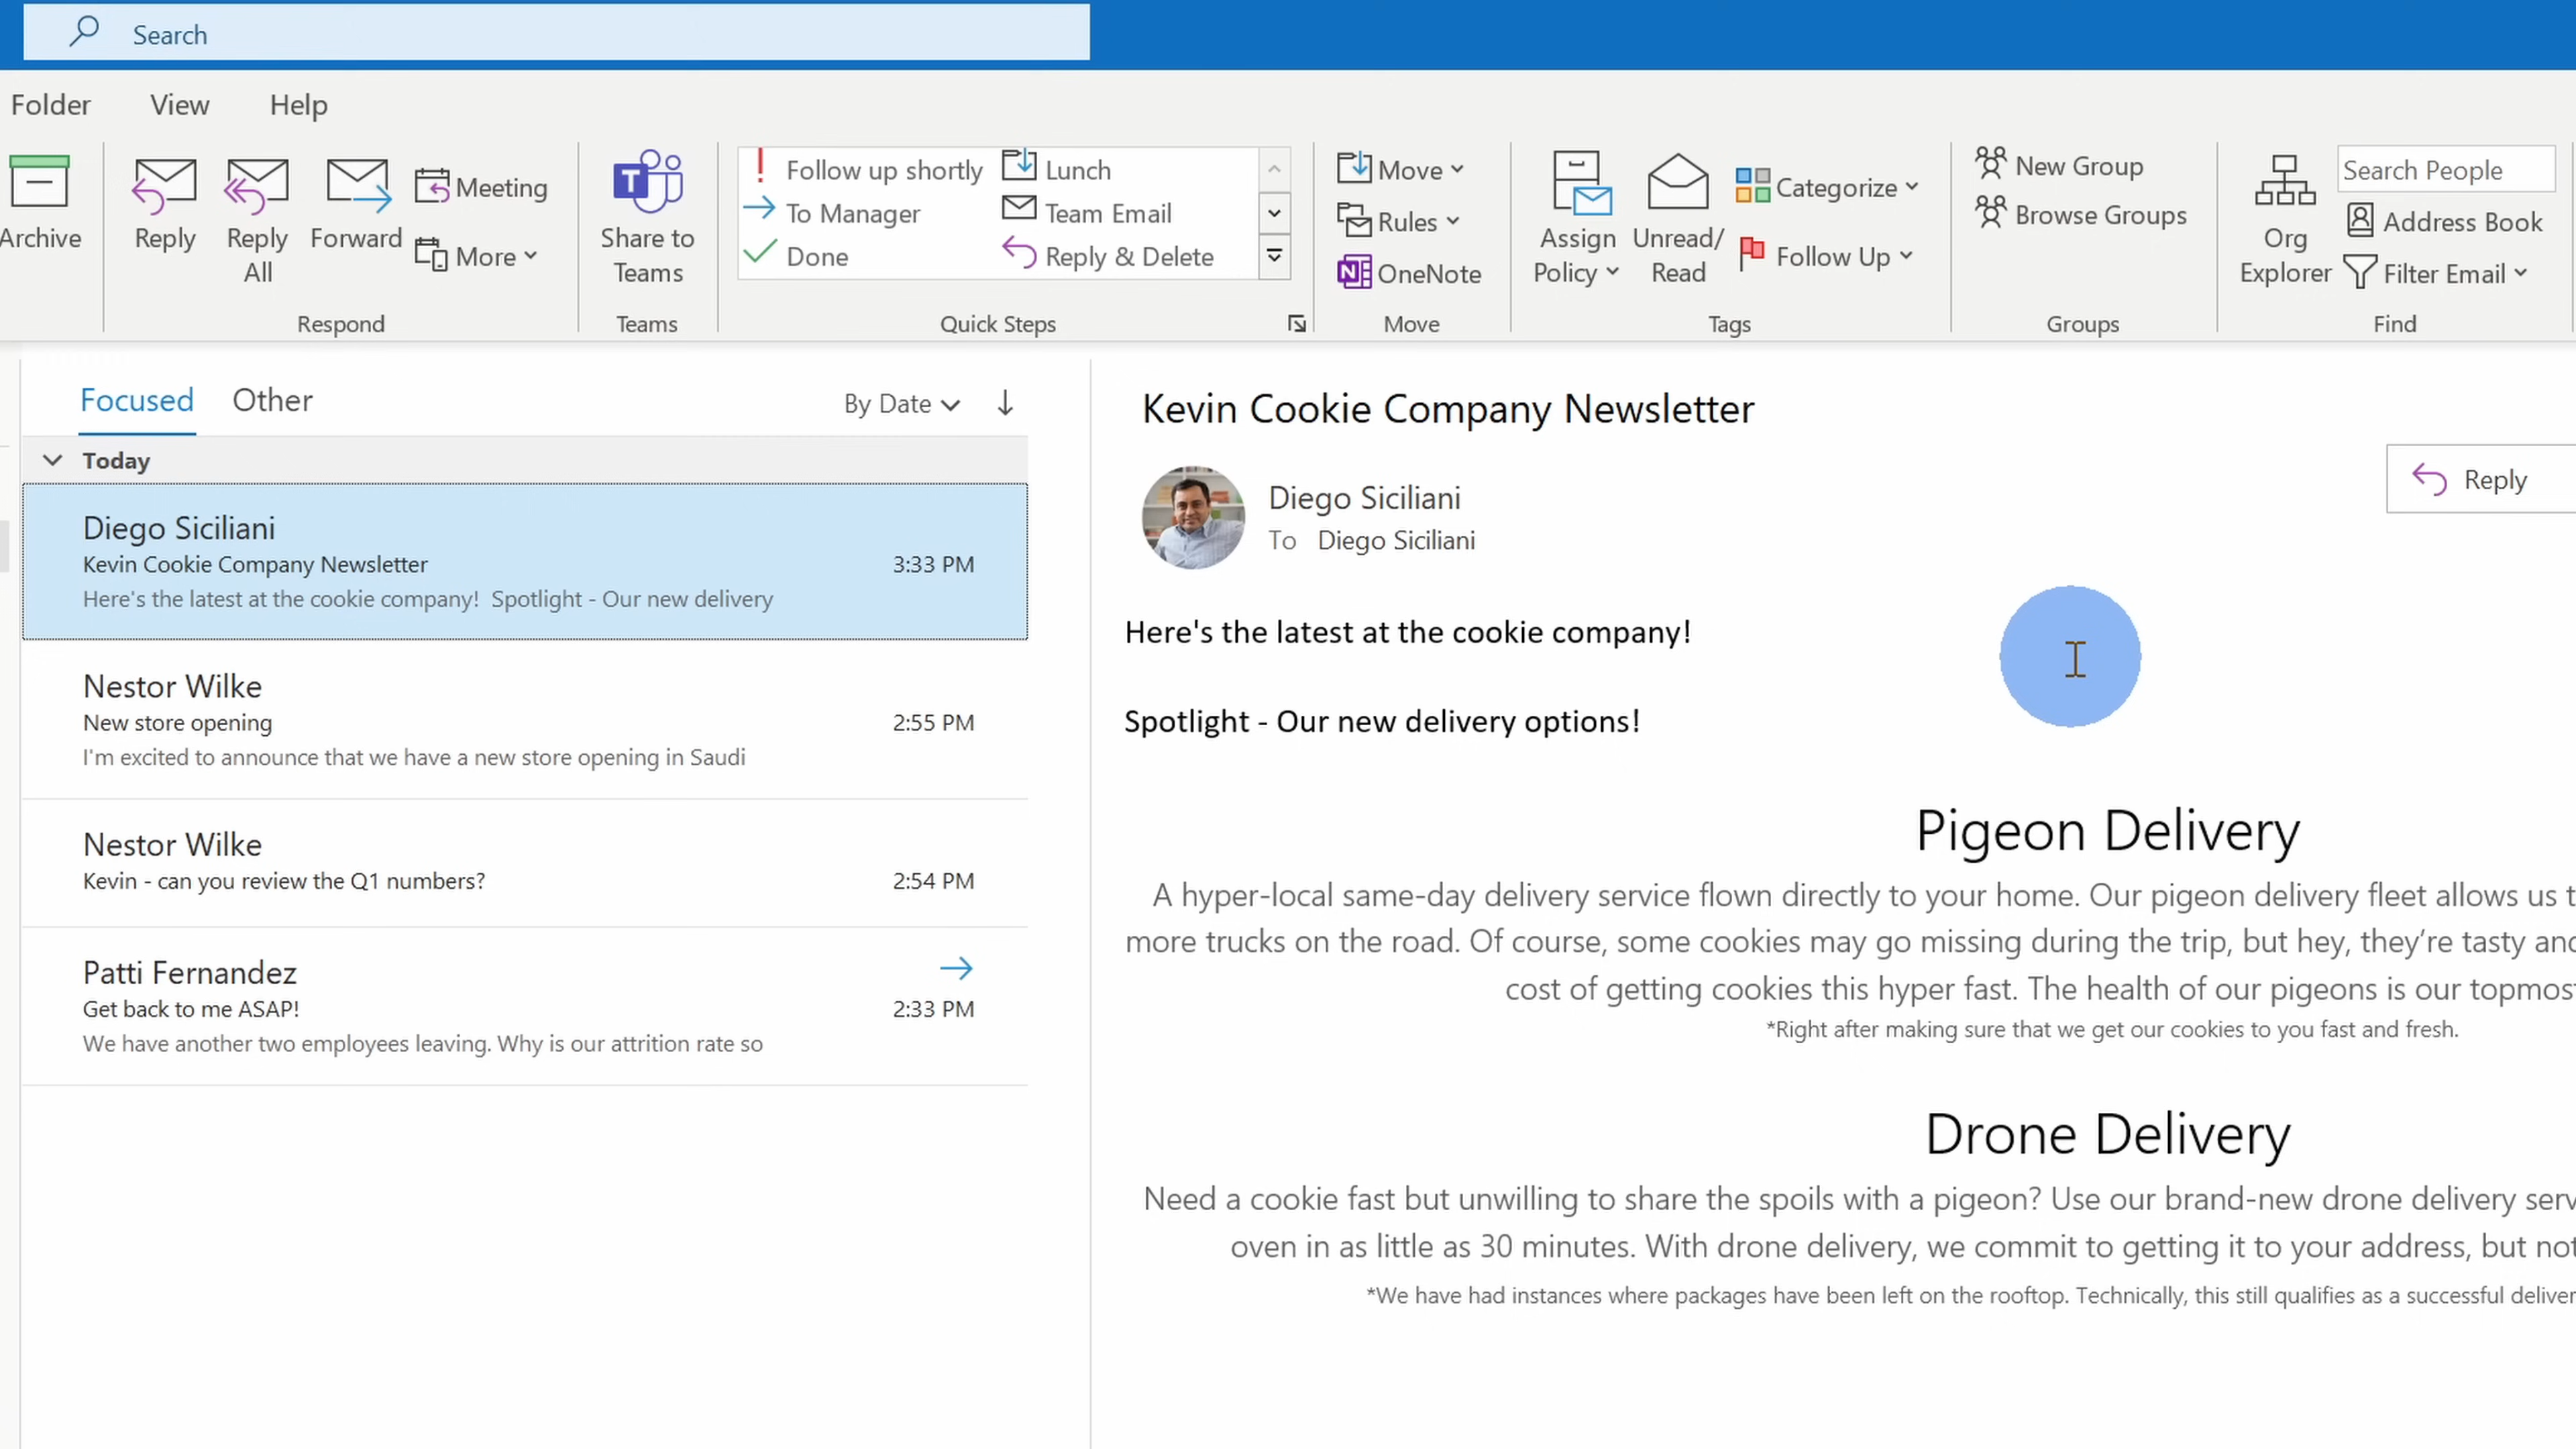 Search
Folder View Help
Archive
Reply
Reply All
Forward
Meeting
More
Respond
Share to Teams
Teams
Follow up shortly
To Manager
Done
Lunch
Team Email
Reply & Delete
Quick Steps
Move
Rules
OneNote
Move
Assign Policy
Unread/ Read
Categorize
Follow Up
Tags
New Group
Browse Groups
Groups
Org Explorer
Search People
Address Book
Filter Email
Find
Focused Other By Date
Today
Diego Siciliani
Kevin Cookie Company Newsletter 3:33 PM
Here's the latest at the cookie company! Spotlight - Our new delivery
Nestor Wilke
New store opening 2:55 PM
I'm excited to announce that we have a new store opening in Saudi
Nestor Wilke
Kevin - can you review the Q1 numbers? 2:54 PM
Patti Fernandez
Get back to me ASAP! 2:33 PM
We have another two employees leaving. Why is our attrition rate so
Kevin Cookie Company Newsletter
Diego Siciliani
To Diego Siciliani
Reply
Here's the latest at the cookie company!
Spotlight - Our new delivery options!
Pigeon Delivery
A hyper-local same-day delivery service flown directly to your home. Our pigeon delivery fleet allows us
more trucks on the road. Of course, some cookies may go missing during the trip, but hey, they’re tasty
cost of getting cookies this hyper fast. The health of our pigeons is our
*Right after making sure that we get our cookies to you fast and fresh.
Drone Delivery
Need a cookie fast but unwilling to share the spoils with a pigeon? Use our brand-new drone delivery
oven in as little as 30 minutes. With drone delivery, we commit to getting it to your address, but
*We have had instances where packages have been left on the rooftop. Technically, this still qualifies as a successful